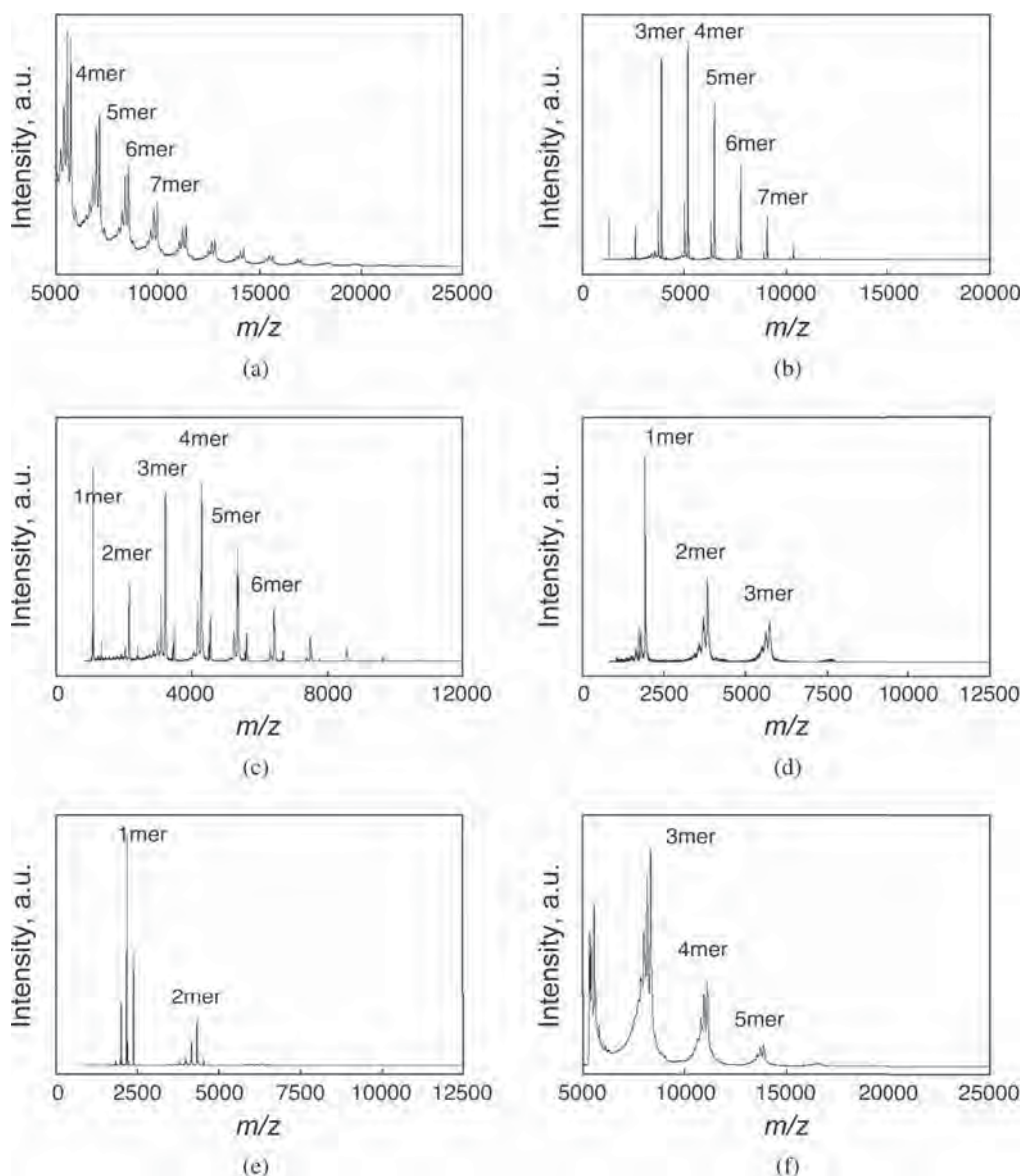 Intensity, a.u.
4mer
5mer
6mer
7mer
5000 10000 15000 20000 25000
m/z
(a)
Intensity, a.u.
3mer 4mer
5mer
6mer
7mer
0 5000 10000 15000 20000
m/z
(b)
Intensity, a.u.
4mer
3mer
1mer
5mer
2mer
6mer
0 4000 8000 12000
m/z
(c)
Intensity, a.u.
1mer
2mer
3mer
0 2500 5000 7500 10000 12500
m/z
(d)
Intensity, a.u.
1mer
2mer
0 2500 5000 7500 10000 12500
m/z
(e)
Intensity, a.u.
3mer
4mer
5mer
5000 10000 15000 20000 25000
m/z
(f)